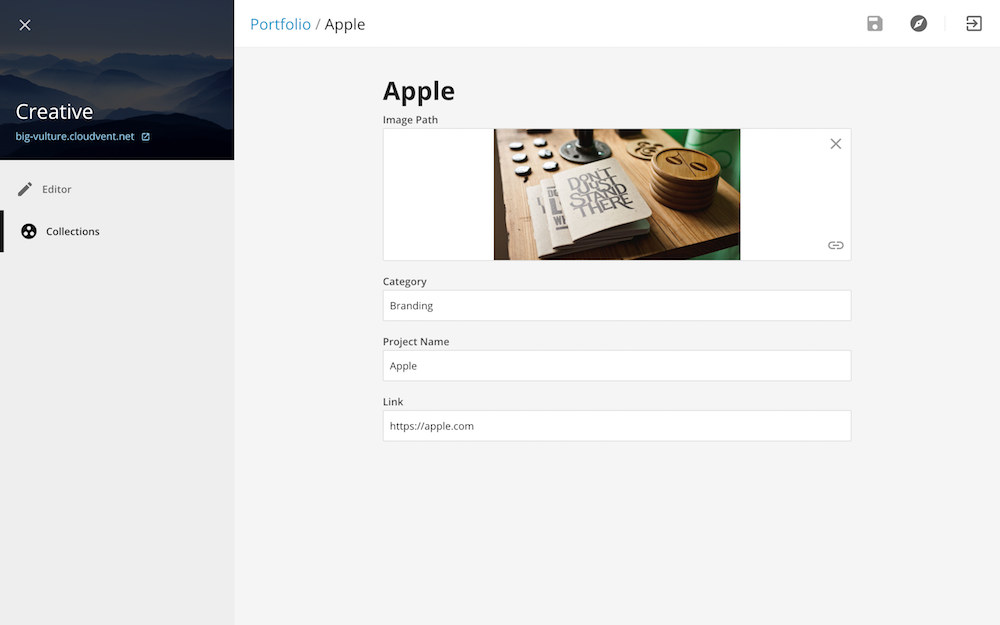 Portfolio / Apple
Creative
big-vulture.cloudvent.net
Editor
Collections
Apple
Image Path
DON'T
JUST
STAND
THERE
Category
Branding
Project Name
Apple
Link
https://apple.com